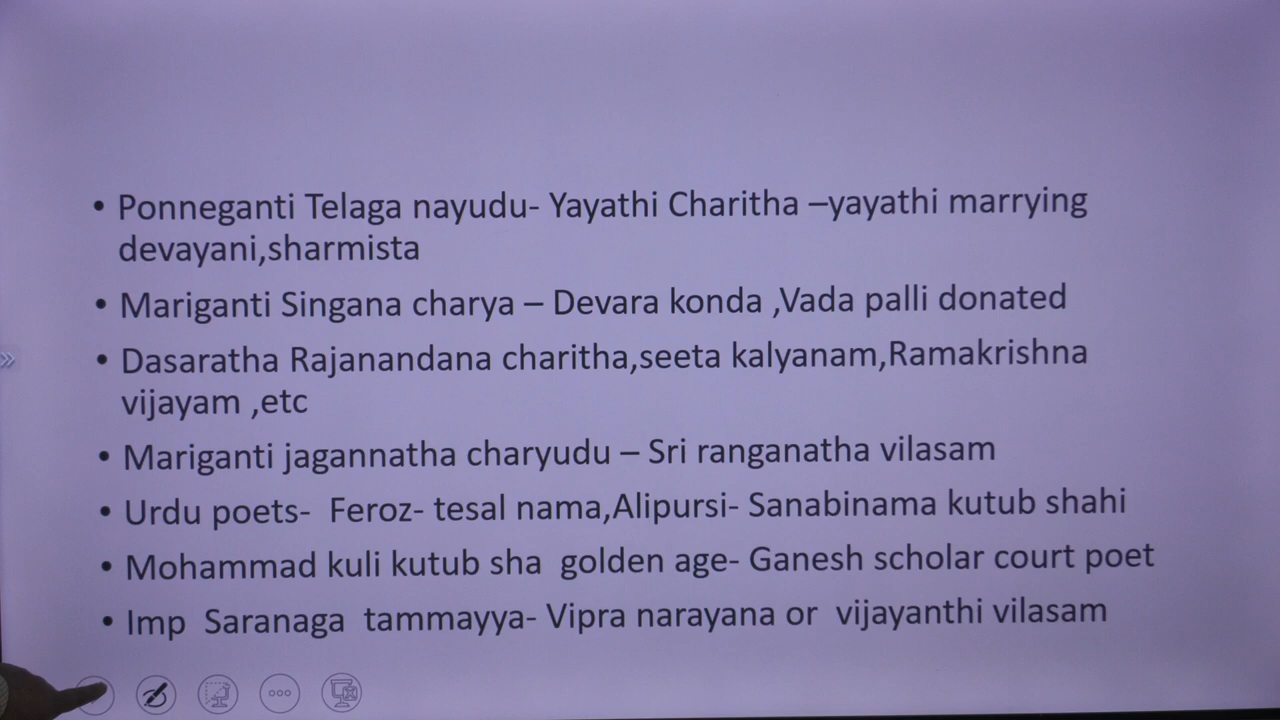 • Ponneganti Telaga nayudu- Yayathi Charitha –yayathi marrying
devayani,sharmista
• Mariganti Singana charya – Devara konda ,Vada palli donated
• Dasaratha Rajanandana charitha,seeta kalyanam,Ramakrishna
vijayam ,etc
• Mariganti jagannatha charyudu – Sri ranganatha vilasam
• Urdu poets-  Feroz- tesal nama,Alipursi- Sanabinama kutub shahi
• Mohammad kuli kutub sha  golden age- Ganesh scholar court poet
• Imp  Saranaga  tammayya- Vipra narayana or  vijayanthi vilasam